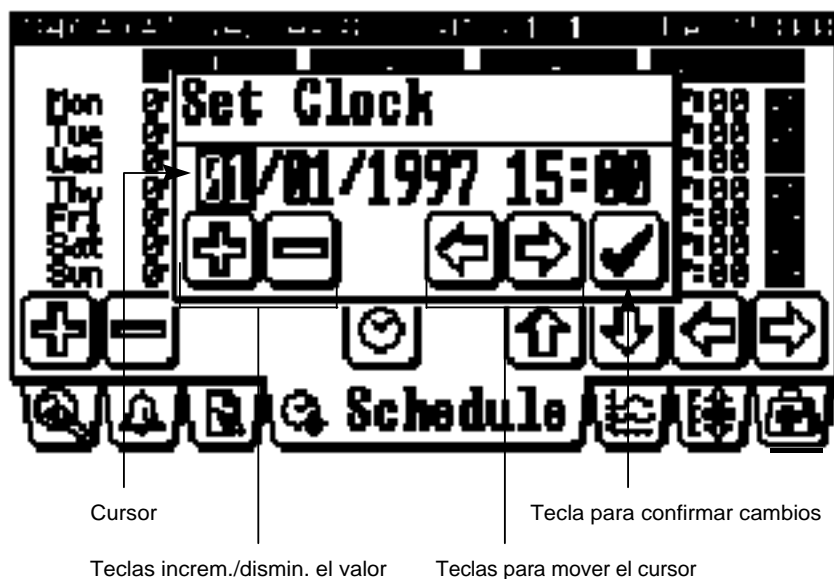 Set Clock
01/01/1997 15:00
Mon
Tue
Wed
Thu
Fri
Sat
Sun
Schedule
Cursor
Tecla para confirmar cambios
Teclas increm./dismin. el valor
Teclas para mover el cursor